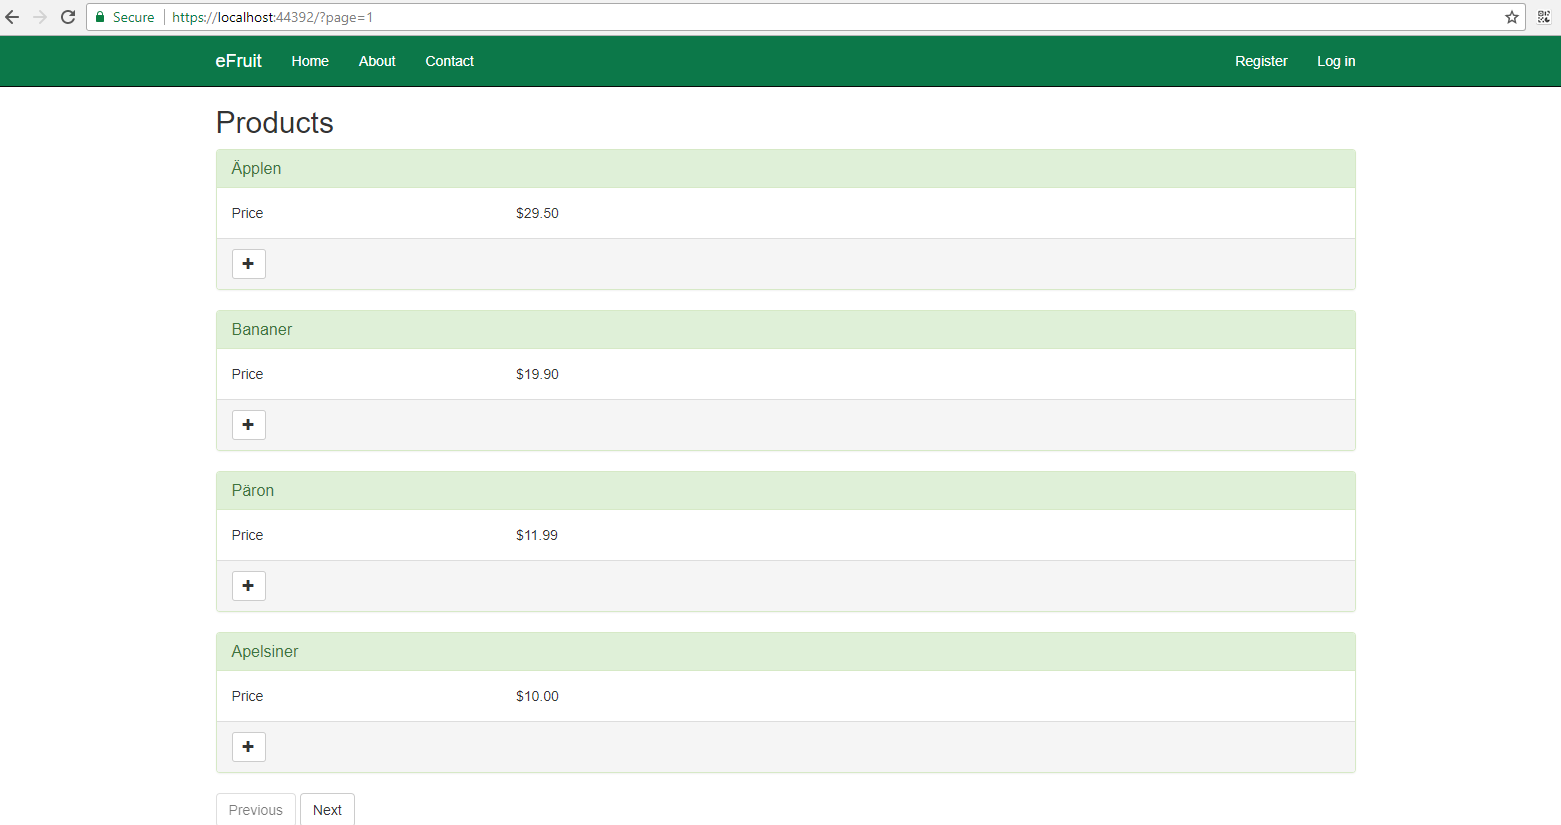 Secure https://localhost:44392/?page=1
eFruit Home About Contact Register Log in
Products
Äpplen
Price $29.50
Bananer
Price $19.90
Päron
Price $11.99
Apelsiner
Price $10.00
Previous Next